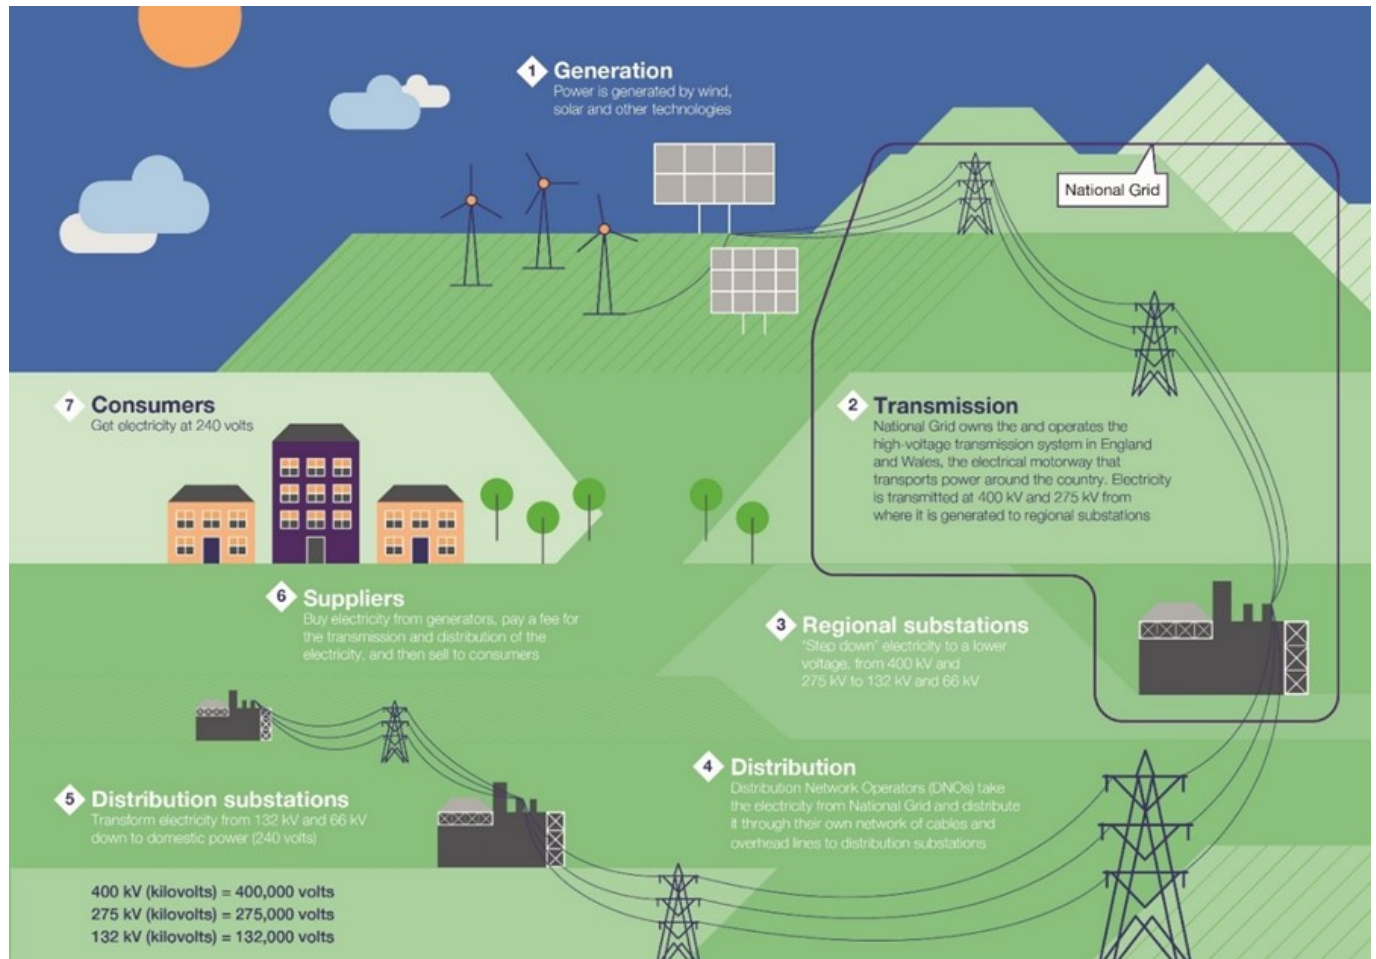 1 Generation
Power is generated by wind,
solar and other technologies
National Grid
2 Transmission
National Grid owns the and operates the
high-voltage transmission system in England
and Wales, the electrical motorway that
transports power around the country. Electricity
is transmitted at 400 kV and 275 kV from
where it is generated to regional substations
3 Regional substations
'Step down' electricity to a lower
voltage, from 400 kV and
275 kV to 132 kV and 66 kV
4 Distribution
Distribution Network Operators (DNOs) take
the electricity from National Grid and distribute
it through their own network of cables and
overhead lines to distribution substations
5 Distribution substations
Transform electricity from 132 kV and 66 kV
down to domestic power (240 volts)
6 Suppliers
Buy electricity from generators, pay a fee for
the transmission and distribution of the
electricity, and then sell to consumers
7 Consumers
Get electricity at 240 volts
400 kV (kilovolts) = 400,000 volts
275 kV (kilovolts) = 275,000 volts
132 kV (kilovolts) = 132,000 volts